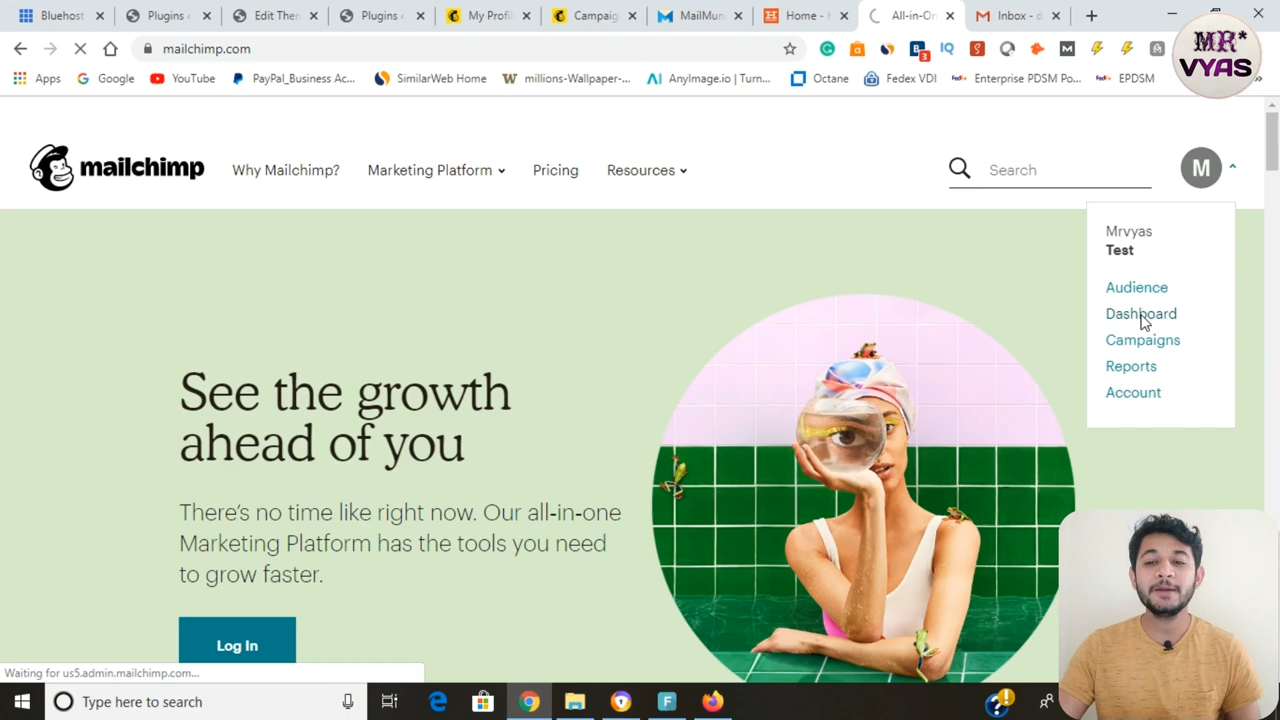 Bluehost
Plugins
Edit Then
Plugins
My Profil
Campaig
MailMun
Home -
All-in-On
Inbox - d
mailchimp.com
3
MR*
VYAS
Apps
Google
YouTube
PayPal_Business Ac...
SimilarWeb Home
millions-Wallpaper-...
AnyImage.io | Turn...
Octane
Fedex VDI
Enterprise PDSM Po...
EPDSM
mailchimp
Why Mailchimp?
Marketing Platform
Pricing
Resources
Search
M
Mrvyas
Test
Audience
Dashboard
Campaigns
Reports
Account
See the growth
ahead of you
There's no time like right now. Our all-in-one
Marketing Platform has the tools you need
to grow faster.
Log In
Waiting for us5.admin.mailchimp.com...
Type here to search